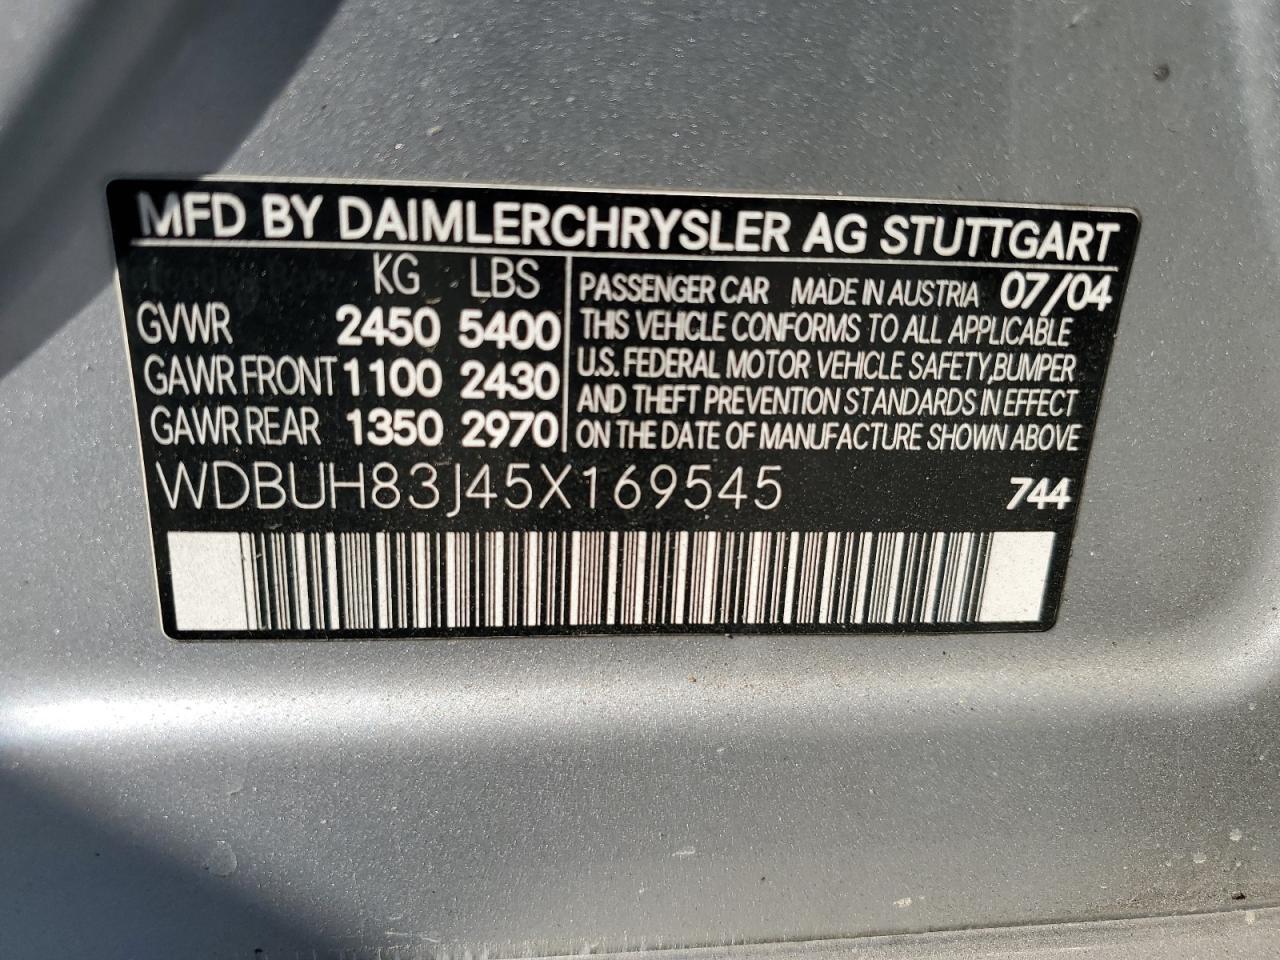 MFD BY DAIMLERCHRYSLER AG STUTTGART
KG LBS
GVWR 2450 5400
GAWR FRONT 1100 2430
GAWR REAR 1350 2970
PASSENGER CAR MADE IN AUSTRIA 07/04
THIS VEHICLE CONFORMS TO ALL APPLICABLE
U.S. FEDERAL MOTOR VEHICLE SAFETY,BUMPER
AND THEFT PREVENTION STANDARDS IN EFFECT
ON THE DATE OF MANUFACTURE SHOWN ABOVE
WDBUH83J45X169545 744